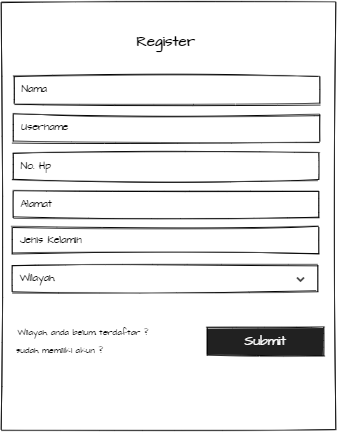 Register
Nama
Username
No. Hp
Alamat
Jenis Kelamin
Wilayah
Wilayah anda belum terdaftar ?
sudah memiliki akun ?
Submit